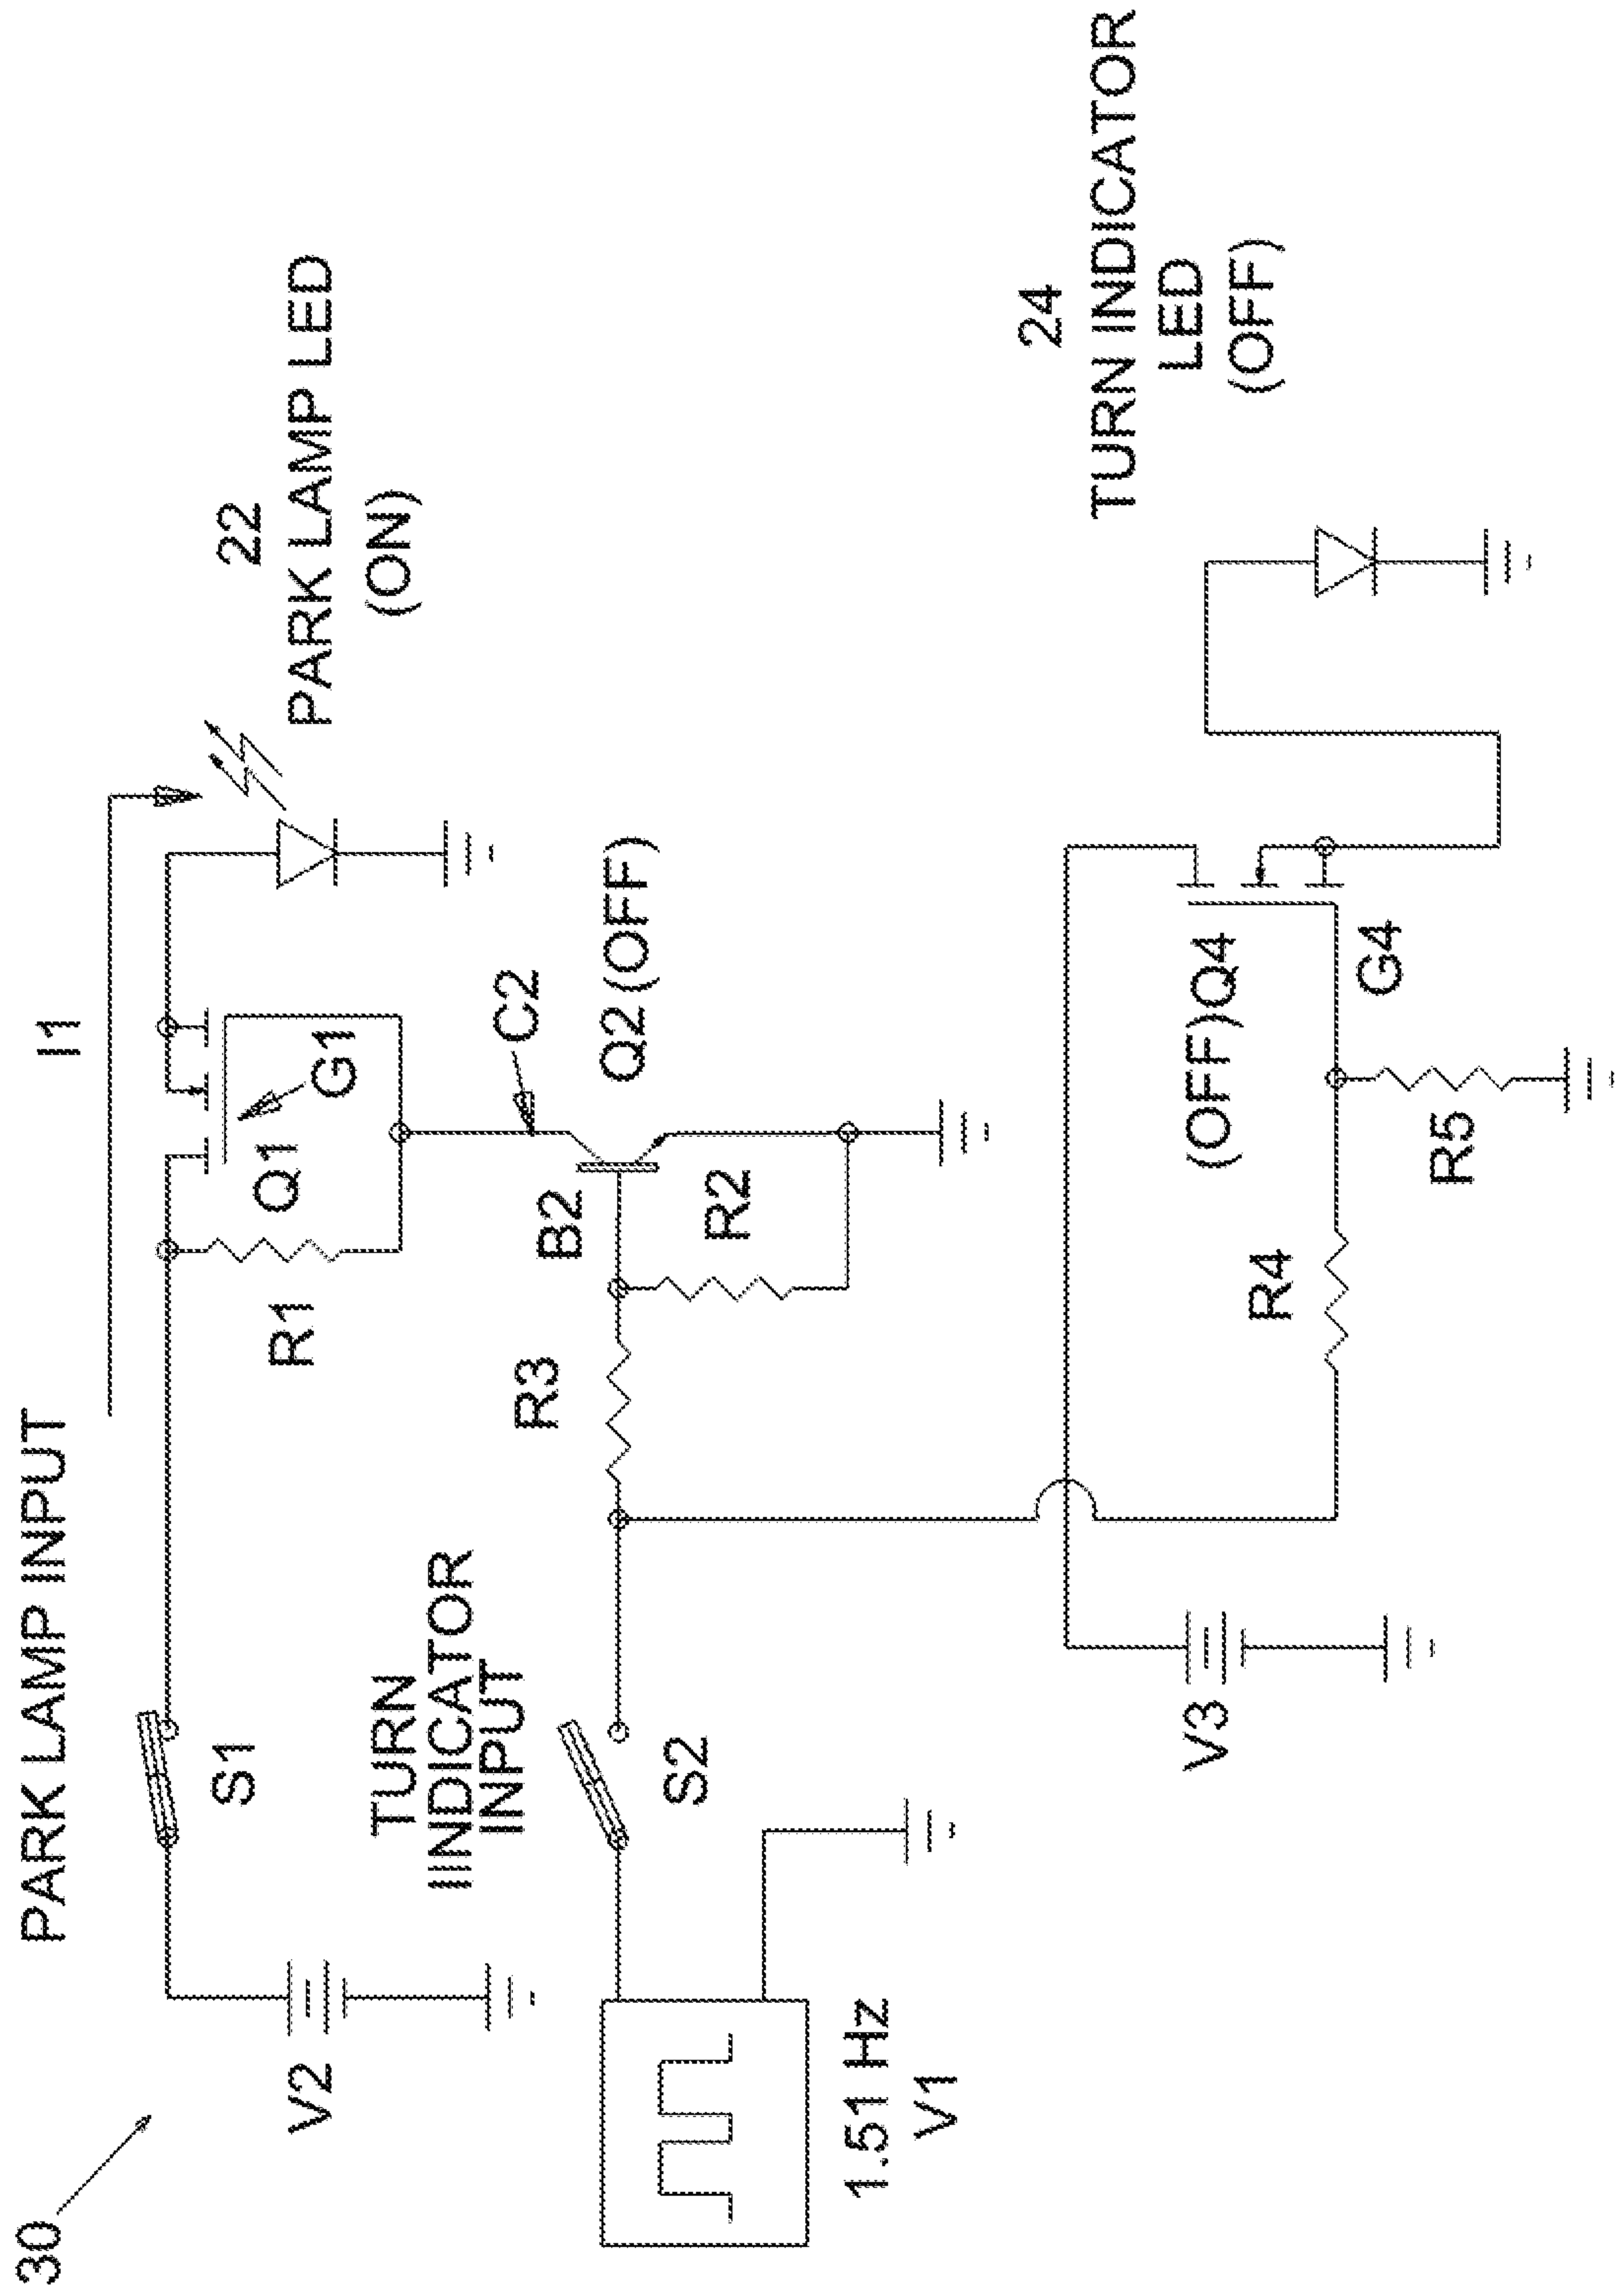 30
PARK LAMP INPUT
I1
22
PARK LAMP LED
(ON)
V2
S1
R1
Q1
G1
C2
Q2 (OFF)
TURN
IINDICATOR
INPUT
S2
R3
B2
R2
1.51 Hz
V1
V3
R4
R5
(OFF)Q4
G4
24
TURN INDICATOR
LED
(OFF)